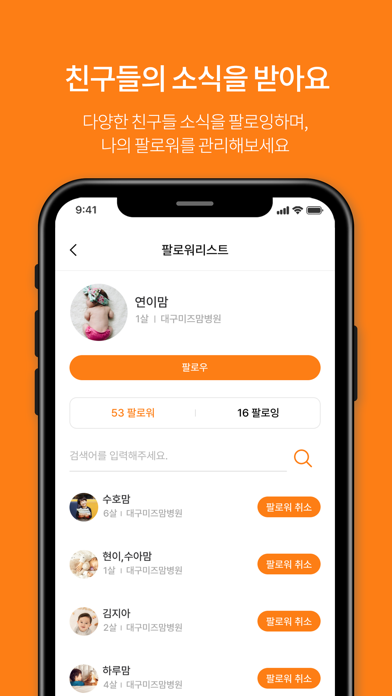 친구들의 소식을 받아요
다양한 친구들 소식을 팔로잉하며,
나의 팔로워를 관리해보세요
9:41
팔로워리스트
연이맘
1살 | 대구미즈맘병원
팔로우
53 팔로워 | 16 팔로잉
검색어를 입력해주세요.
수호맘
6살 | 대구미즈맘병원
팔로워 취소
현이,수아맘
1살 | 대구미즈맘병원
팔로워 취소
김지아
2살 | 대구미즈맘병원
팔로워 취소
하루맘
4살 | 대구미즈맘병원
팔로워 취소